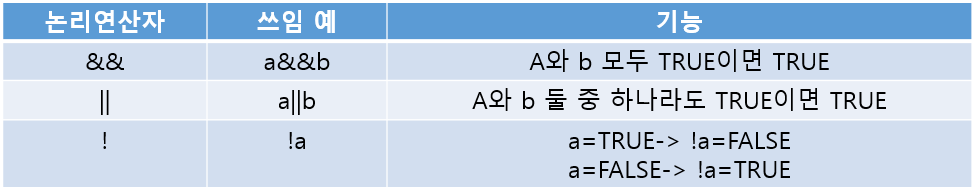 논리연산자 쓰임 예 기능
&& a&&b A와 b 모두 TRUE이면 TRUE
|| a||b A와 b 둘 중 하나라도 TRUE이면 TRUE
! !a a=TRUE-> !a=FALSE
a=FALSE-> !a=TRUE